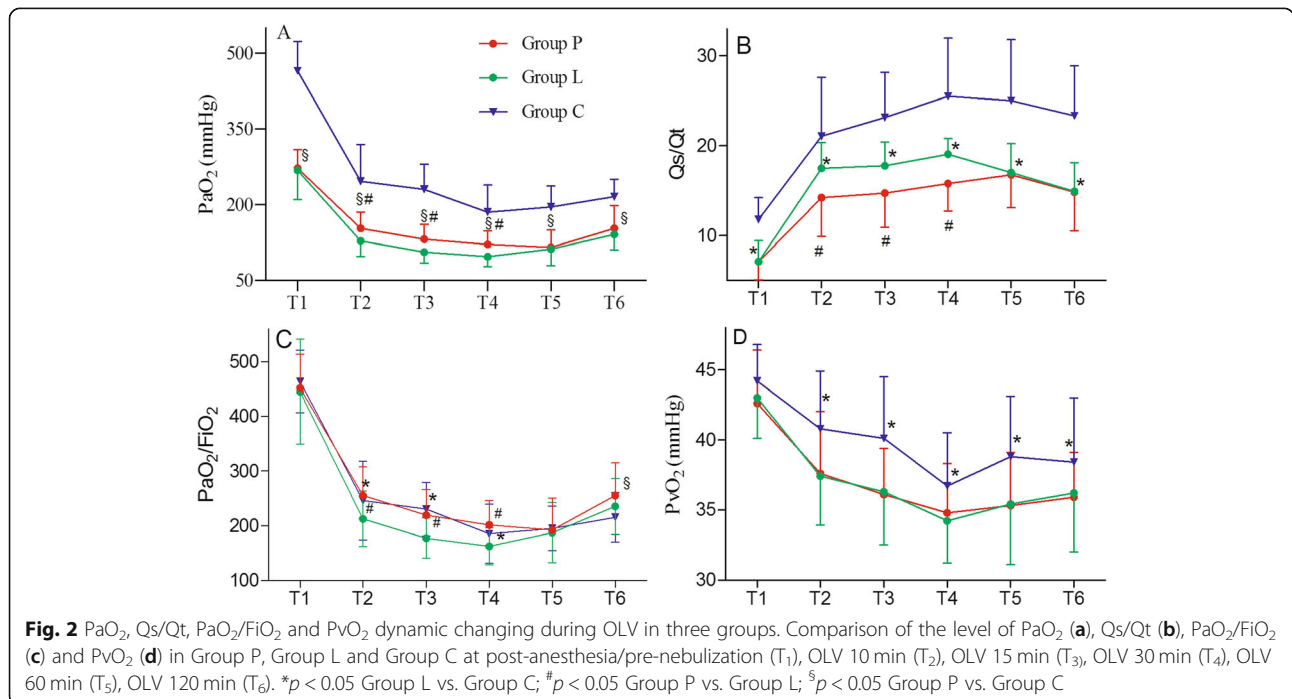 A
500
350
200
50
PaO₂ (mmHg)
Group P
Group L
Group C
§
§#
§#
§#
§
§
T1 T2 T3 T4 T5 T6
B
30
20
10
Qs/Qt
* * * * * *
# # #
T1 T2 T3 T4 T5 T6
C
500
400
300
200
100
PaO₂/FiO₂
* * # §
# # *
T1 T2 T3 T4 T5 T6
D
45
40
35
30
PvO₂ (mmHg)
* * * * *
T1 T2 T3 T4 T5 T6
Fig. 2 PaO₂, Qs/Qt, PaO₂/FiO₂ and PvO₂ dynamic changing during OLV in three groups. Comparison of the level of PaO₂ (a), Qs/Qt (b), PaO₂/FiO₂
(c) and PvO₂ (d) in Group P, Group L and Group C at post-anesthesia/pre-nebulization (T₁), OLV 10 min (T₂), OLV 15 min (T₃), OLV 30 min (T₄), OLV
60 min (T₅), OLV 120 min (T₆). *p < 0.05 Group L vs. Group C; #p < 0.05 Group P vs. Group L; §p < 0.05 Group P vs. Group C